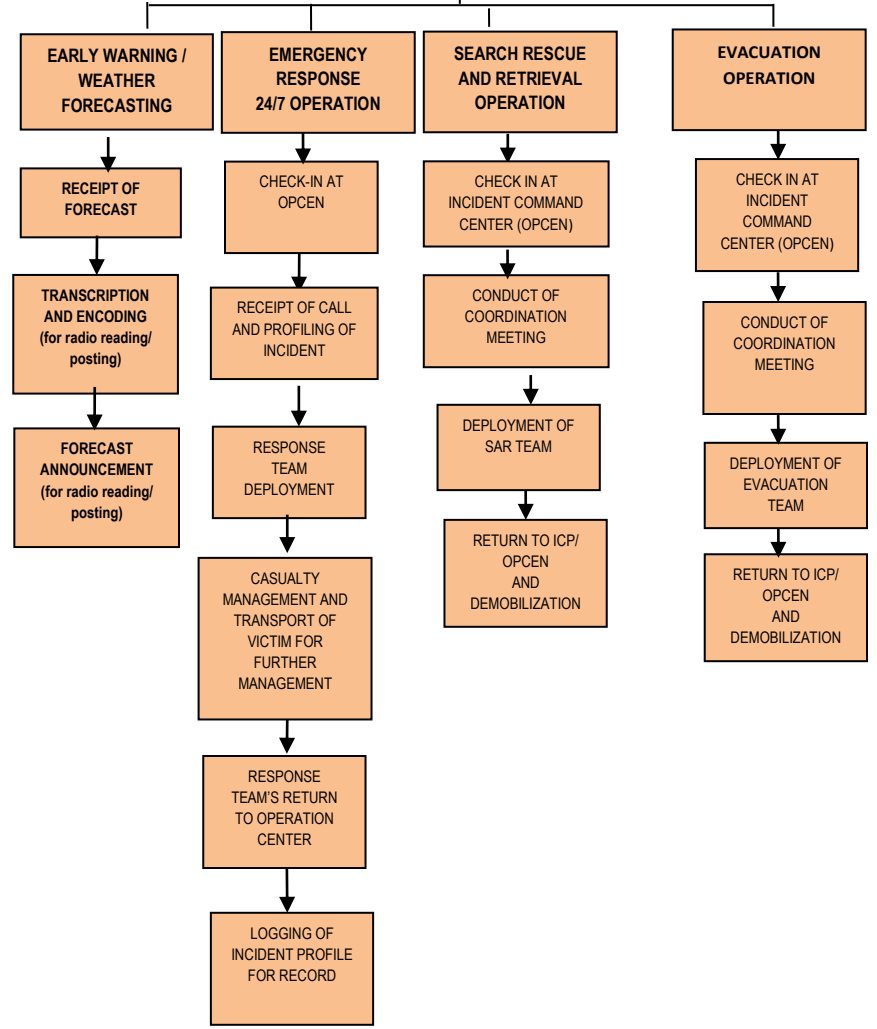 EARLY WARNING /
WEATHER
FORECASTING
RECEIPT OF
FORECAST
TRANSCRIPTION
AND ENCODING
(for radio reading/
posting)
FORECAST
ANNOUNCEMENT
(for radio reading/
posting)
EMERGENCY
RESPONSE
24/7 OPERATION
CHECK-IN AT
OPCEN
RECEIPT OF CALL
AND PROFILING OF
INCIDENT
RESPONSE
TEAM
DEPLOYMENT
CASUALTY
MANAGEMENT AND
TRANSPORT OF
VICTIM FOR
FURTHER
MANAGEMENT
RESPONSE
TEAM’S RETURN
TO OPERATION
CENTER
LOGGING OF
INCIDENT PROFILE
FOR RECORD
SEARCH RESCUE
AND RETRIEVAL
OPERATION
CHECK IN AT
INCIDENT COMMAND
CENTER (OPCEN)
CONDUCT OF
COORDINATION
MEETING
DEPLOYMENT OF
SAR TEAM
RETURN TO ICP/
OPCEN
AND
DEMOBILIZATION
EVACUATION
OPERATION
CHECK IN AT
INCIDENT
COMMAND
CENTER (OPCEN)
CONDUCT OF
COORDINATION
MEETING
DEPLOYMENT OF
EVACUATION
TEAM
RETURN TO ICP/
OPCEN
AND
DEMOBILIZATION